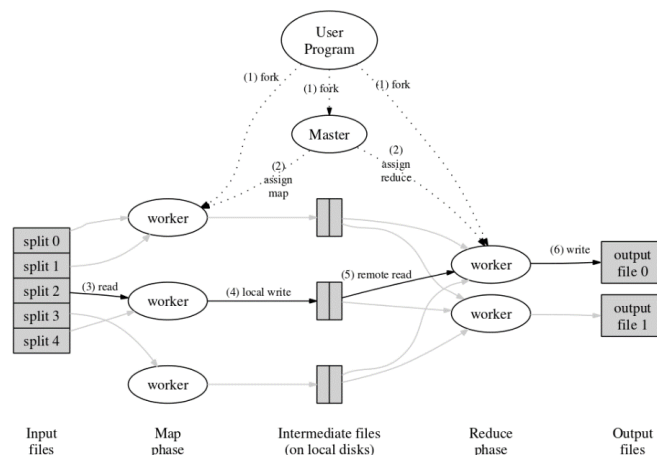 User
Program
(1) fork
(1) fork
(1) fork
Master
(2)
assign
map
(2)
assign
reduce
worker
split 0
split 1
split 2
split 3
split 4
(3) read
worker
(4) local write
(5) remote read
worker
(6) write
output
file 0
worker
output
file 1
worker
Input
files
Map
phase
Intermediate files
(on local disks)
Reduce
phase
Output
files